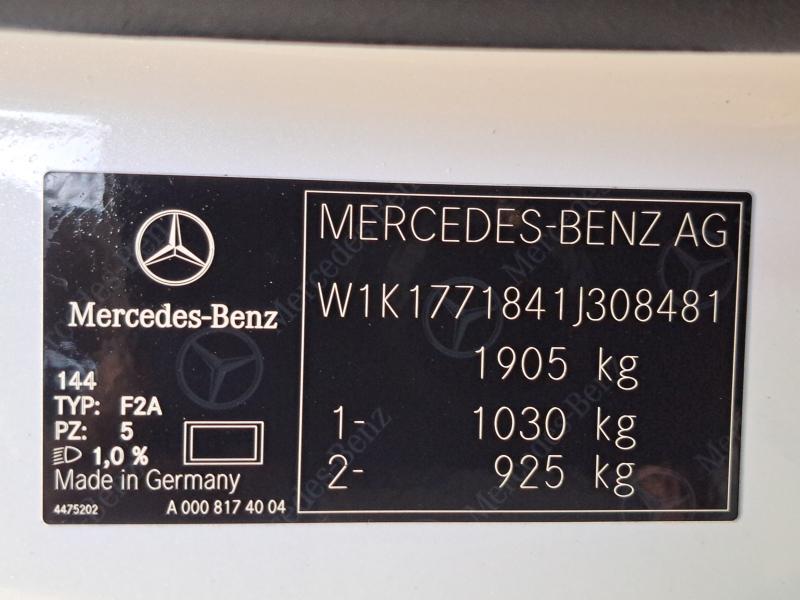 Mercedes-Benz
144
TYP: F2A
PZ: 5
1,0 %
Made in Germany
4475202 A 000 817 40 04
MERCEDES-BENZ AG
W1K1771841J308481
1905 kg
1- 1030 kg
2- 925 kg